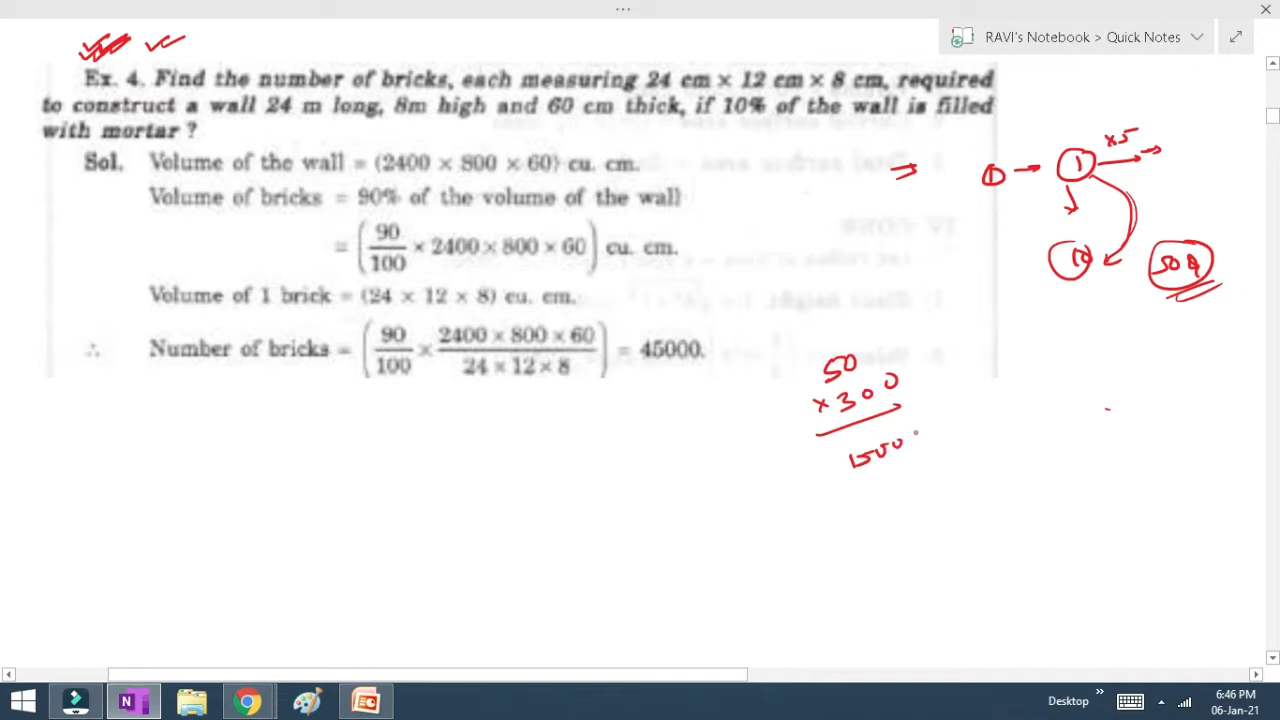 RAVI's Notebook > Quick Notes
Ex. 4. Find the number of bricks, each measuring 24 cm × 12 cm × 8 cm, required
to construct a wall 24 m long, 8m high and 60 cm thick, if 10% of the wall is filled
with mortar ?
Sol. Volume of the wall = (2400 × 800 × 60) cu. cm.
Volume of bricks = 90% of the volume of the wall
= (90/100 × 2400 × 800 × 60) cu. cm.
Volume of 1 brick = (24 × 12 × 8) cu. cm.
∴ Number of bricks = (90/100 × 2400 × 800 × 60 / 24 × 12 × 8) = 45000.
×5
1
10
50
50
× 300
1500
Desktop
6:46 PM
06-Jan-21